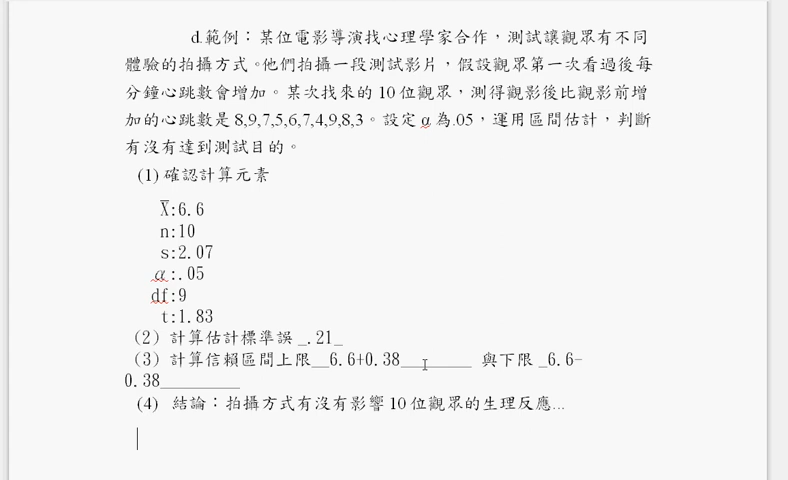 d.範例：某位電影導演找心理學家合作，測試讓觀眾有不同
體驗的拍攝方式。他們拍攝一段測試影片，假設觀眾第一次看過後每
分鐘心跳數會增加。某次找來的 10 位觀眾，測得觀影後比觀影前增
加的心跳數是 8,9,7,5,6,7,4,9,8,3。設定 α 為.05，運用區間估計，判斷
有沒有達到測試目的。
(1) 確認計算元素
X̅:6.6
n:10
s:2.07
α:.05
df:9
t:1.83
(2) 計算估計標準誤 _.21_
(3) 計算信賴區間上限__6.6+0.38________ 與下限 _6.6-
0.38_________
(4) 結論：拍攝方式有沒有影響 10 位觀眾的生理反應...